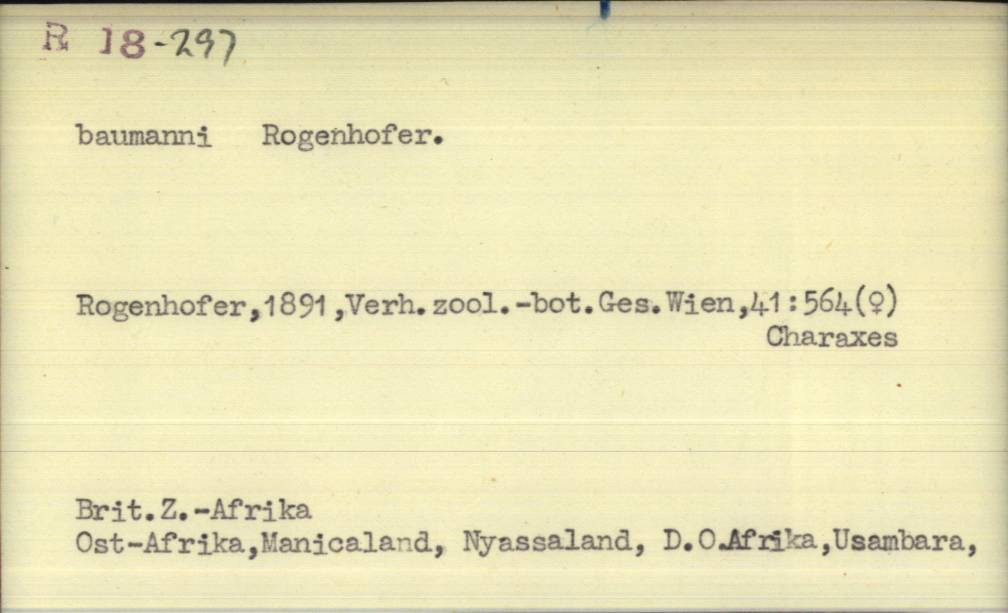 R 18-297
baumanni Rogenhofer.
Rogenhofer,1891,Verh.zool.-bot.Ges.Wien,41:564(♀)
Charaxes
Brit.Z.-Afrika
Ost-Afrika,Manicaland, Nyassaland, D.O.Afrika,Usambara,